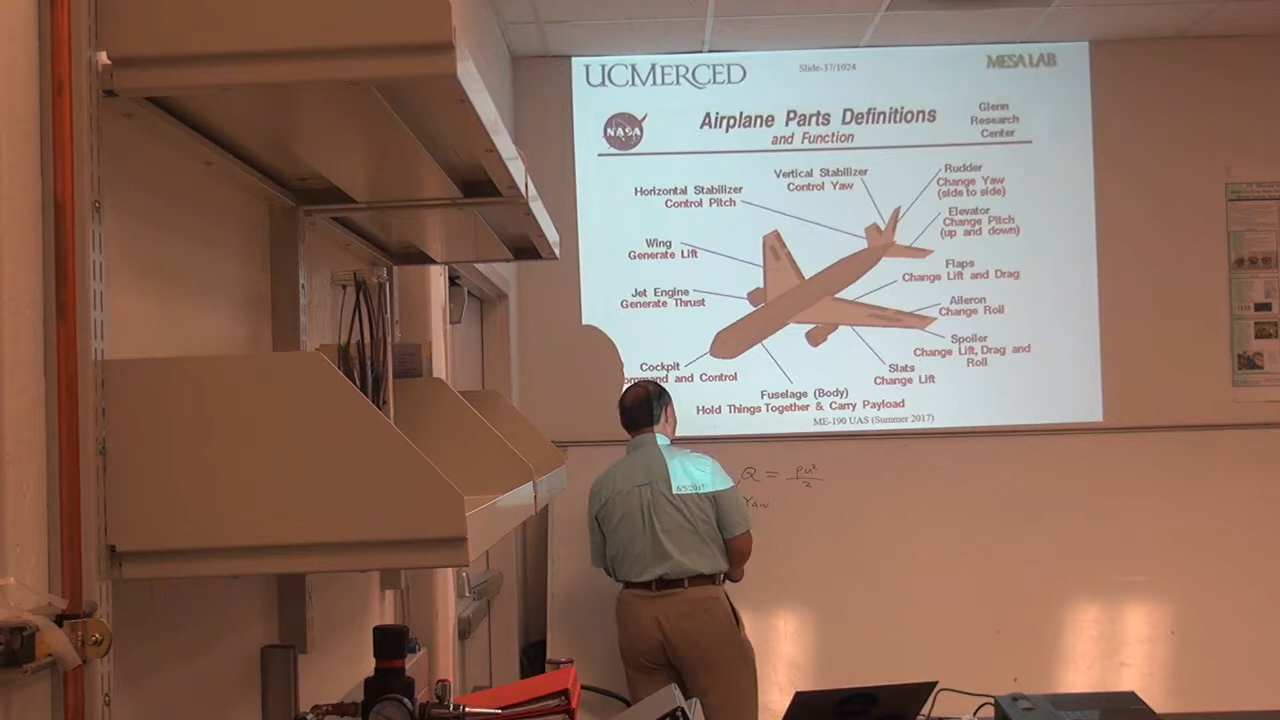 UCMERCED
Slide-37/1024
MESA LAB
NASA
Airplane Parts Definitions
and Function
Glenn
Research
Center
Vertical Stabilizer
Control Yaw
Rudder
Change Yaw
(side to side)
Horizontal Stabilizer
Control Pitch
Elevator
Change Pitch
(up and down)
Wing
Generate Lift
Flaps
Change Lift and Drag
Jet Engine
Generate Thrust
Aileron
Change Roll
Spoiler
Change Lift, Drag and
Roll
Cockpit
and Control
Slats
Change Lift
Fuselage (Body)
Hold Things Together & Carry Payload
ME-190 UAS (Summer 2017)
Q = ρu²/2
Yaw